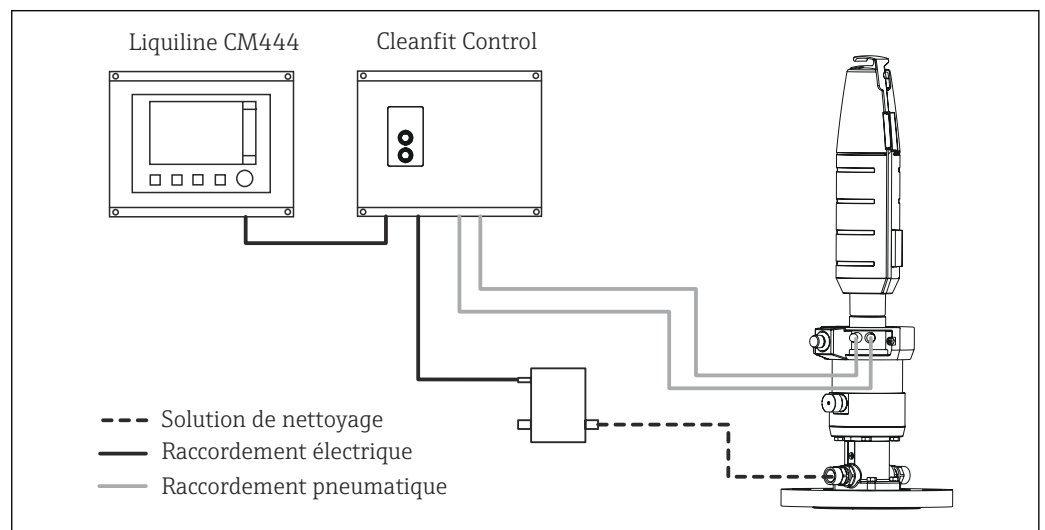 Liquiline CM444
Cleanfit Control
Solution de nettoyage
Raccordement électrique
Raccordement pneumatique